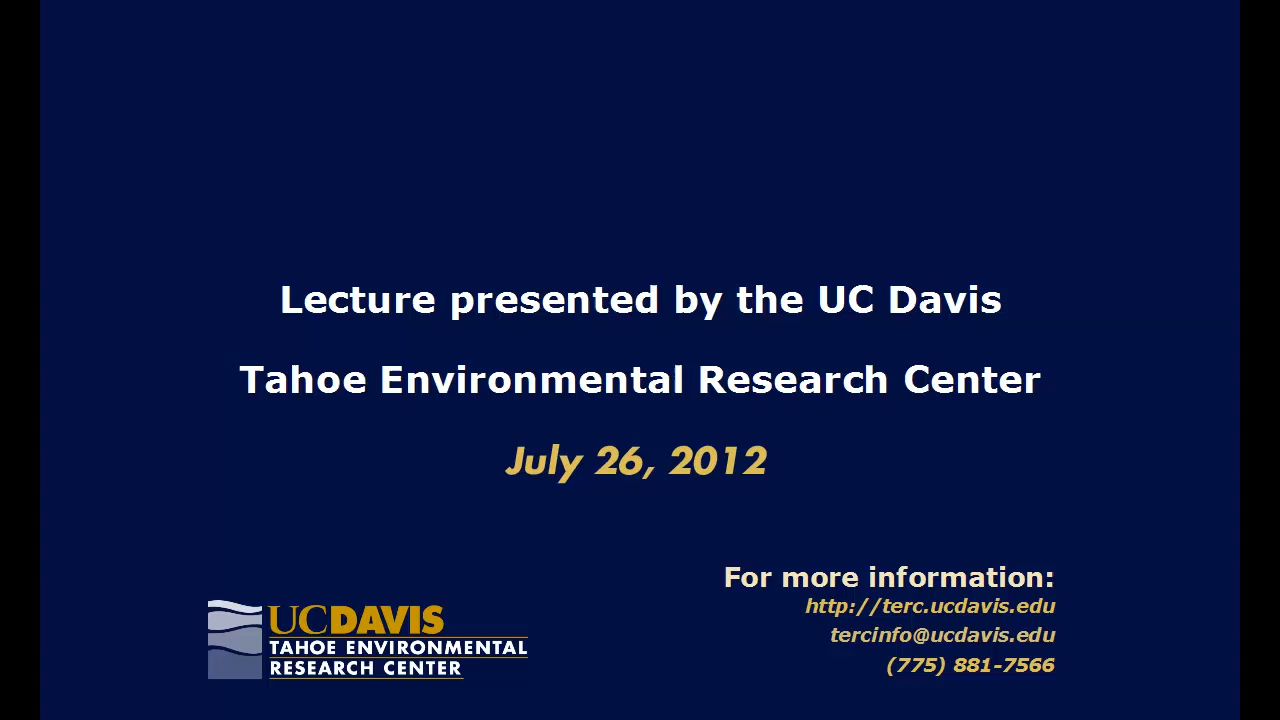 Lecture presented by the UC Davis
Tahoe Environmental Research Center
July 26, 2012
For more information:
http://terc.ucdavis.edu
tercinfo@ucdavis.edu
(775) 881-7566
UCDAVIS
TAHOE ENVIRONMENTAL
RESEARCH CENTER